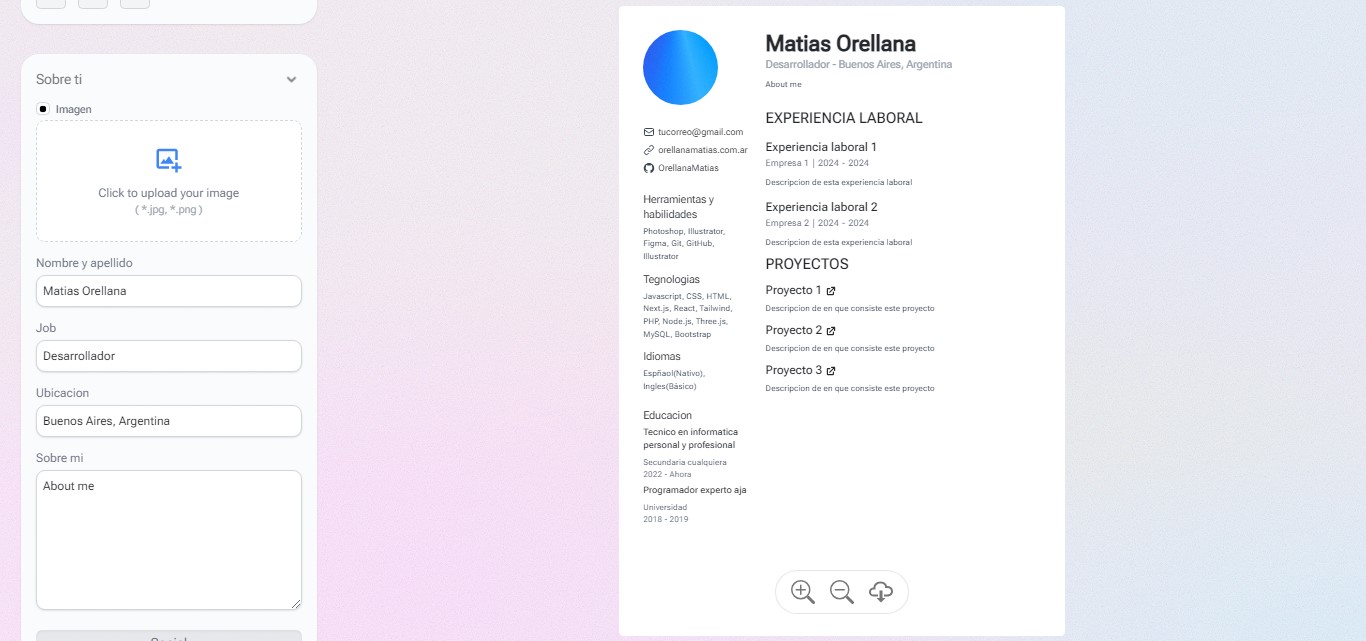 Sobre ti
Imagen
Click to upload your image
( *.jpg, *.png )
Nombre y apellido
Matias Orellana
Job
Desarrollador
Ubicacion
Buenos Aires, Argentina
Sobre mi
About me
Matias Orellana
Desarrollador - Buenos Aires, Argentina
About me
tucorreo@gmail.com
orellanamatias.com.ar
OrellanaMatias
Herramientas y
habilidades
Photoshop, Illustrator,
Figma, Git, GitHub,
Illustrator
Tegnologias
Javascript, CSS, HTML,
Next.js, React, Tailwind,
PHP, Node.js, Three.js,
MySQL, Bootstrap
Idiomas
Espñaol(Nativo),
Ingles(Básico)
Educacion
Tecnico en informatica
personal y profesional
Secundaria cualquiera
2022 - Ahora
Programador experto aja
Universidad
2018 - 2019
EXPERIENCIA LABORAL
Experiencia laboral 1
Empresa 1 | 2024 - 2024
Descripcion de esta experiencia laboral
Experiencia laboral 2
Empresa 2 | 2024 - 2024
Descripcion de esta experiencia laboral
PROYECTOS
Proyecto 1
Descripcion de en que consiste este proyecto
Proyecto 2
Descripcion de en que consiste este proyecto
Proyecto 3
Descripcion de en que consiste este proyecto